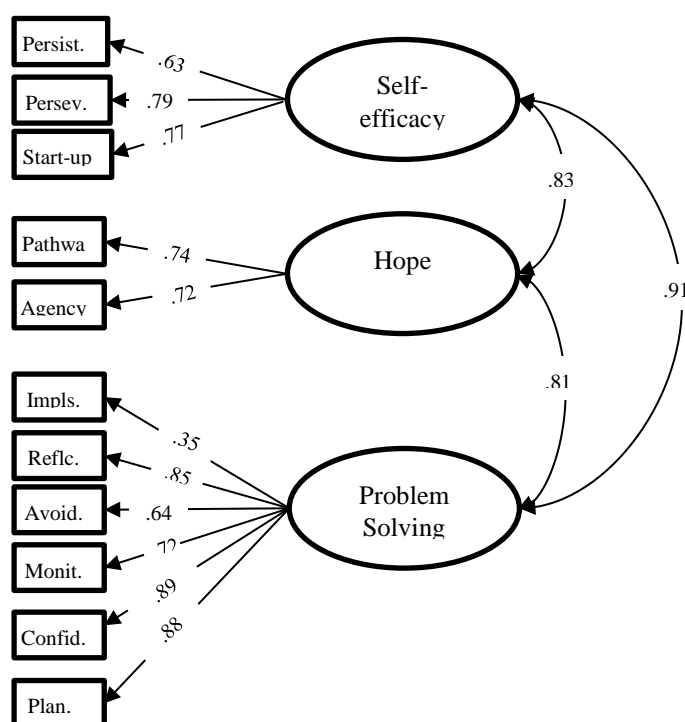 Persist.
.63
Self-
efficacy
Persev.
.79
Start-up
.77
.83
Pathwa
.74
Hope
Agency
.72
.91
.81
Impls.
.35
Reflc.
.85
Problem
Solving
Avoid.
.64
Monit.
.72
Confid.
.89
Plan.
.88